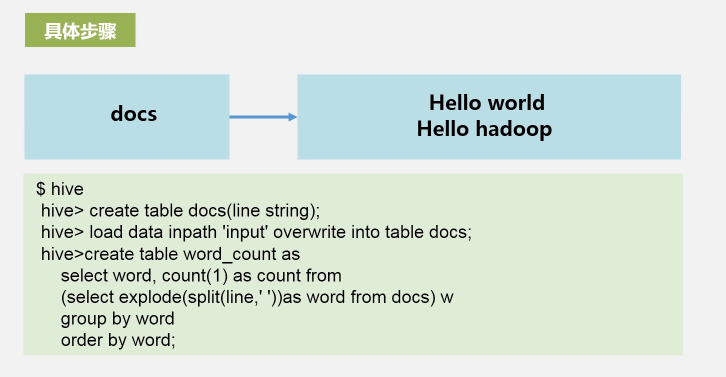 具体步骤
docs
Hello world
Hello hadoop
$ hive
hive> create table docs(line string);
hive> load data inpath 'input' overwrite into table docs;
hive>create table word_count as
select word, count(1) as count from
(select explode(split(line,' '))as word from docs) w
group by word
order by word;